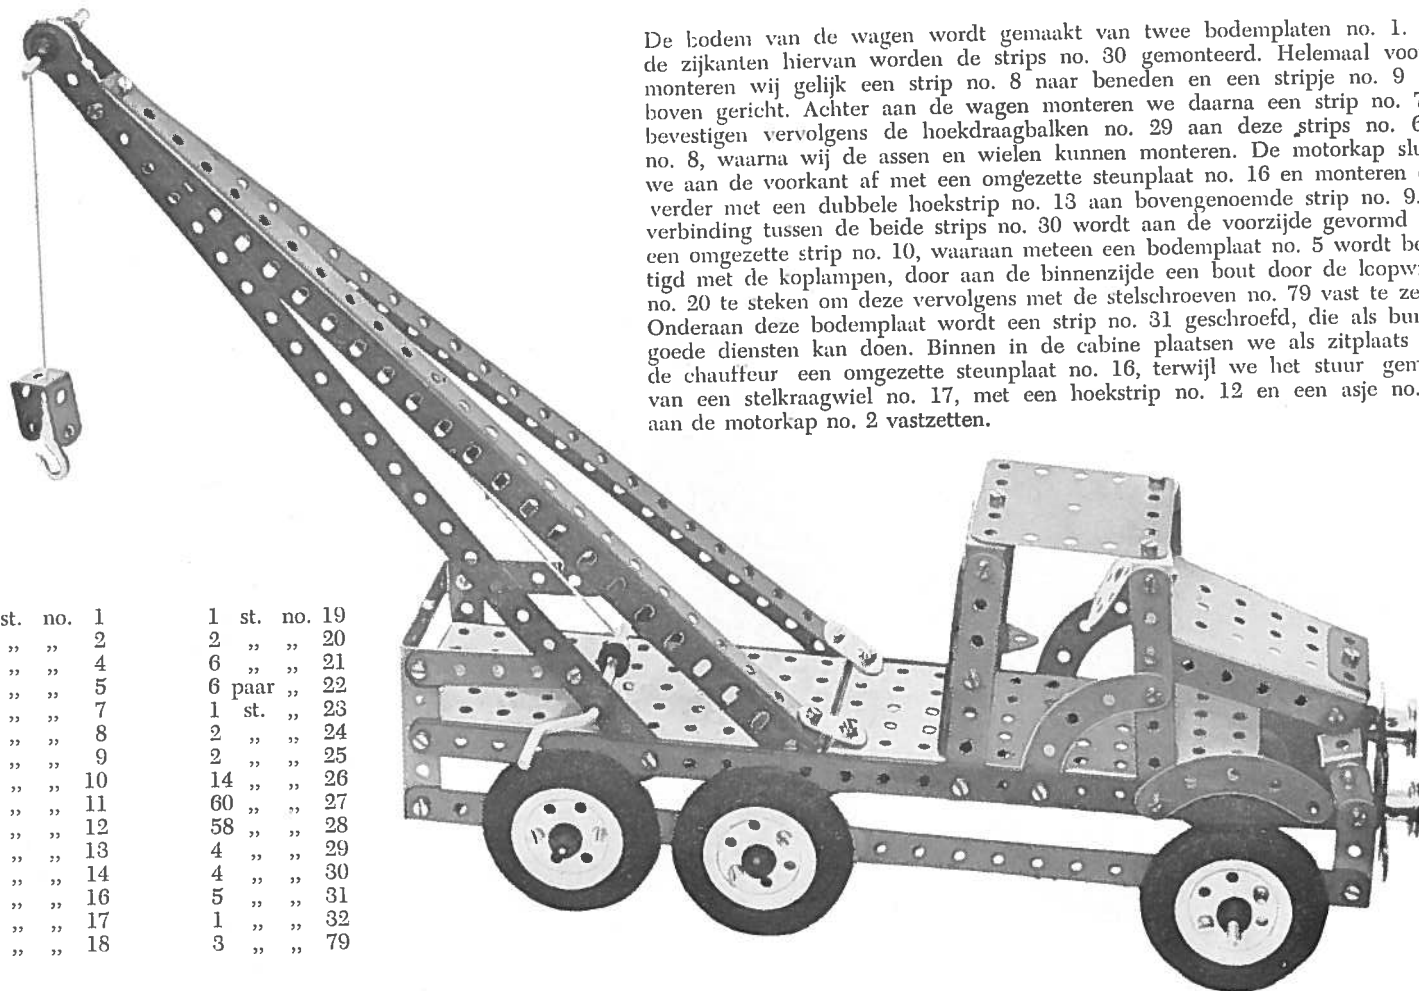 De bodem van de wagen wordt gemaakt van twee bodemplaten no. 1.
de zijkanten hiervan worden de strips no. 30 gemonteerd. Helemaal voo
monteren wij gelijk een strip no. 8 naar beneden en een stripje no. 9
boven gericht. Achter aan de wagen monteren we daarna een strip no. 7
bevestigen vervolgens de hoekdraagbalken no. 29 aan deze strips no. 6
no. 8, waarna wij de assen en wielen kunnen monteren. De motorkap slu
we aan de voorkant af met een omgezette steunplaat no. 16 en monteren
verder met een dubbele hoekstrip no. 13 aan bovengenoemde strip no. 9.
verbinding tussen de beide strips no. 30 wordt aan de voorzijde gevormd
een omgezette strip no. 10, waaraan meteen een bodemplaat no. 5 wordt be
tigd met de koplampen, door aan de binnenzijde een bout door de loopw
no. 20 te steken om deze vervolgens met de stelschroeven no. 79 vast te ze
Onderaan deze bodemplaat wordt een strip no. 31 geschroefd, die als bu
goede diensten kan doen. Binnen in de cabine plaatsen we als zitplaats
de chauffeur een omgezette steunplaat no. 16, terwijl we het stuur gem
van een stelkraagwiel no. 17, met een hoekstrip no. 12 en een asje no.
aan de motorkap no. 2 vastzetten.
st. no. 1
„ „ 2
„ „ 4
„ „ 5
„ „ 7
„ „ 8
„ „ 9
„ „ 10
„ „ 11
„ „ 12
„ „ 13
„ „ 14
„ „ 16
„ „ 17
„ „ 18
1 st. no. 19
2 „ „ 20
6 „ „ 21
6 paar „ 22
1 st. „ 23
2 „ „ 24
2 „ „ 25
14 „ „ 26
60 „ „ 27
58 „ „ 28
4 „ „ 29
4 „ „ 30
5 „ „ 31
1 „ „ 32
3 „ „ 79